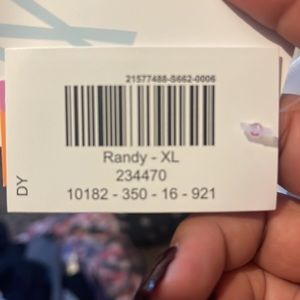 21577488-S662-0006
Randy - XL
234470
10182 - 350 - 16 - 921
DY